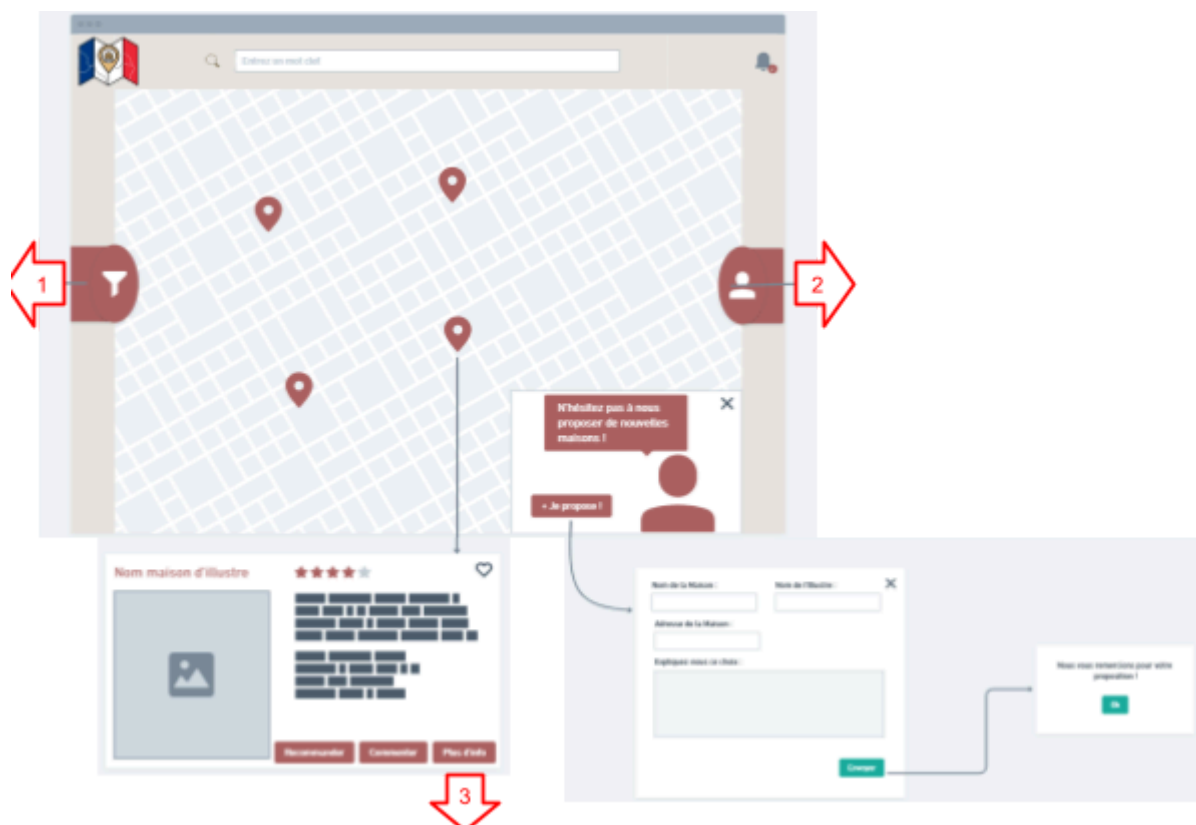 Entrez un mot clef
1
2
N'hésitez pas à nous
proposer de nouvelles
maisons !
+ Je propose !
Nom maison d'illustre
Recommander
Commenter
Plus d'info
3
Nom de la Maison :
Nom de l'Illustre :
Adresse de la Maison :
Expliquez-nous ce choix :
Envoyer
Nous vous remercions pour votre
proposition !
Ok